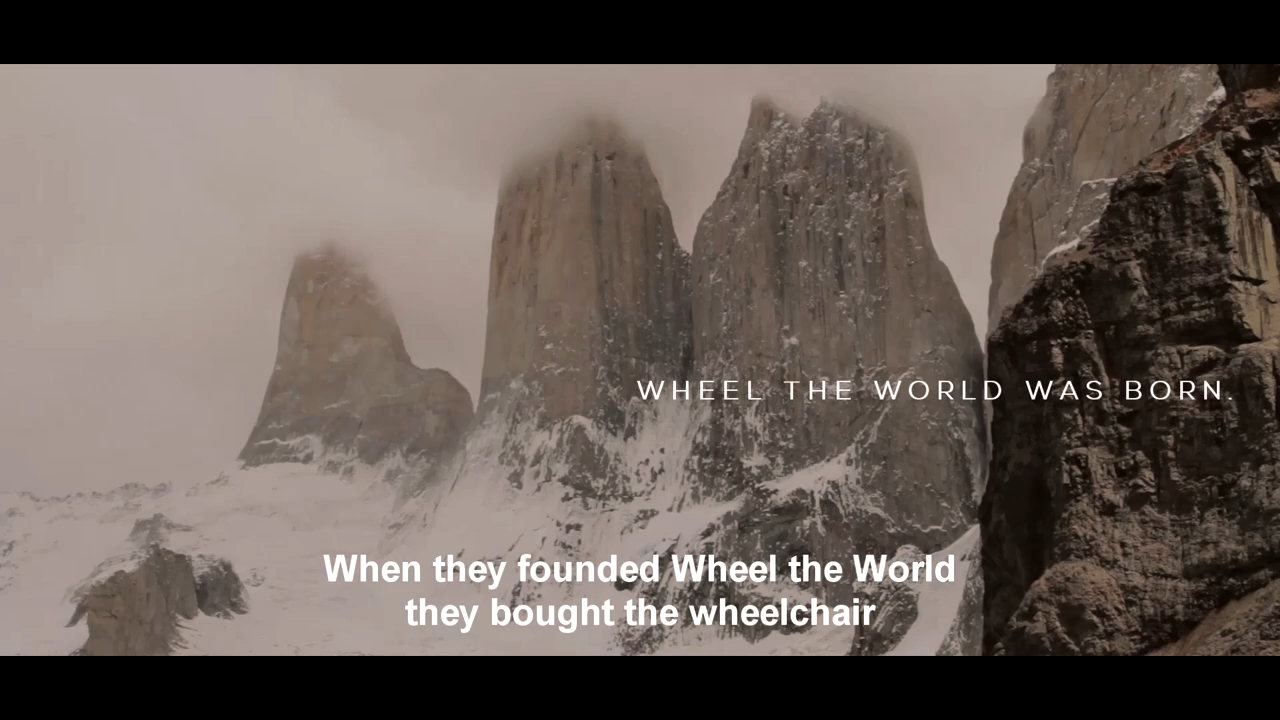 WHEEL THE WORLD WAS BORN.
When they founded Wheel the World
they bought the wheelchair